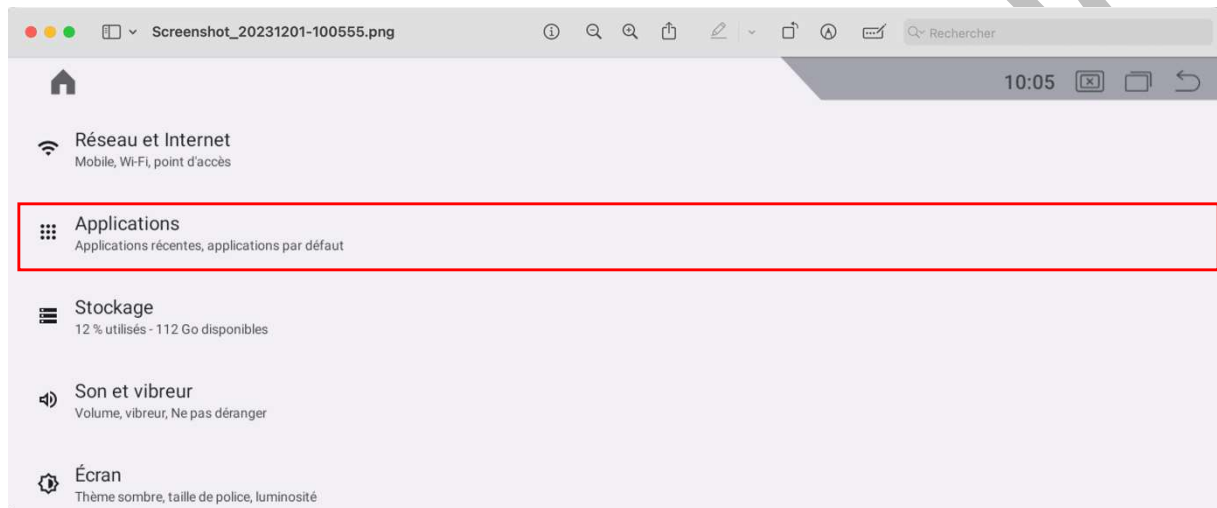 Screenshot_20231201-100555.png
Rechercher
10:05
Réseau et Internet
Mobile, Wi-Fi, point d'accès
Applications
Applications récentes, applications par défaut
Stockage
12 % utilisés - 112 Go disponibles
Son et vibreur
Volume, vibreur, Ne pas déranger
Écran
Thème sombre, taille de police, luminosité